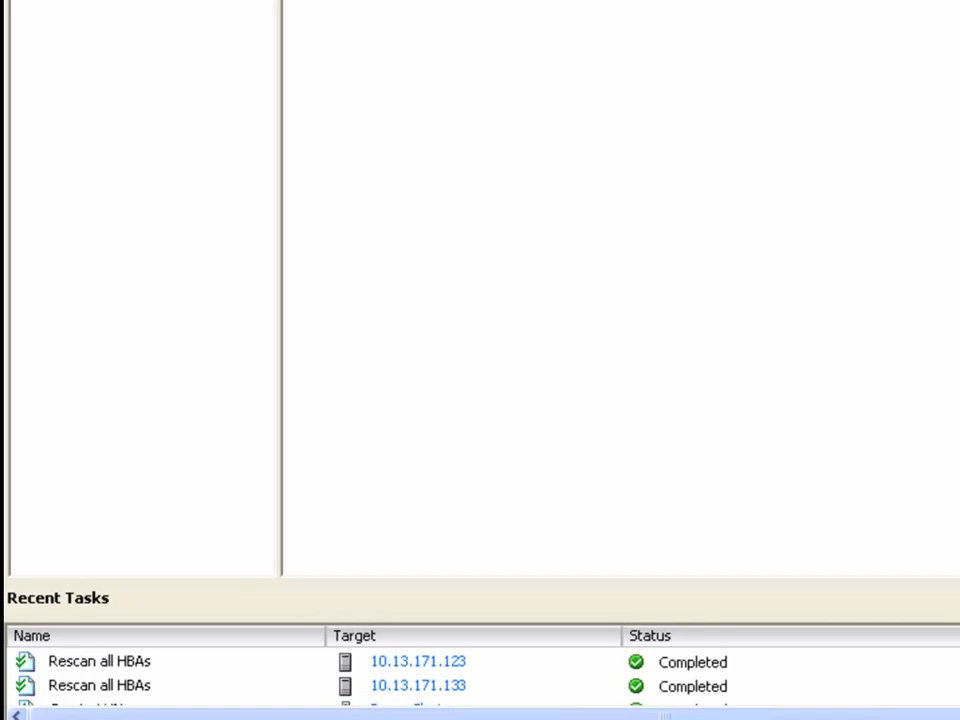 Recent Tasks
Name Target Status
Rescan all HBAs 10.13.171.123 Completed
Rescan all HBAs 10.13.171.133 Completed